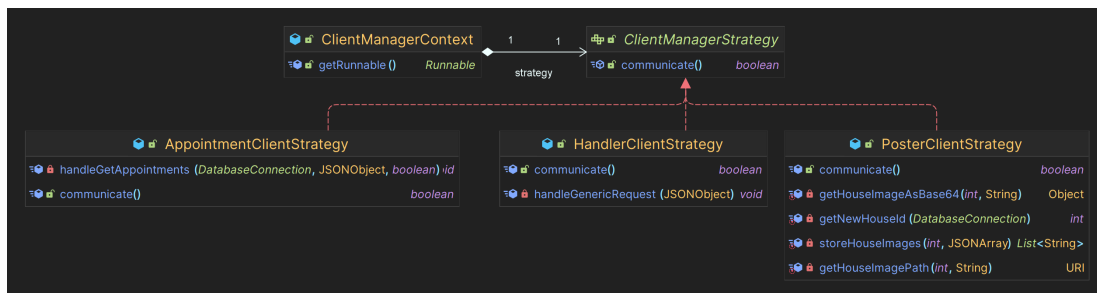 ClientManagerContext
getRunnable() Runnable
1 1
strategy
ClientManagerStrategy
communicate() boolean
AppointmentClientStrategy
handleGetAppointments (DatabaseConnection, JSONObject, boolean) id
communicate() boolean
HandlerClientStrategy
communicate() boolean
handleGenericRequest (JSONObject) void
PosterClientStrategy
communicate() boolean
getHouseImageAsBase64(int, String) Object
getNewHouseId (DatabaseConnection) int
storeHouseImages(int, JSONArray) List<String>
getHouseImagePath(int, String) URI